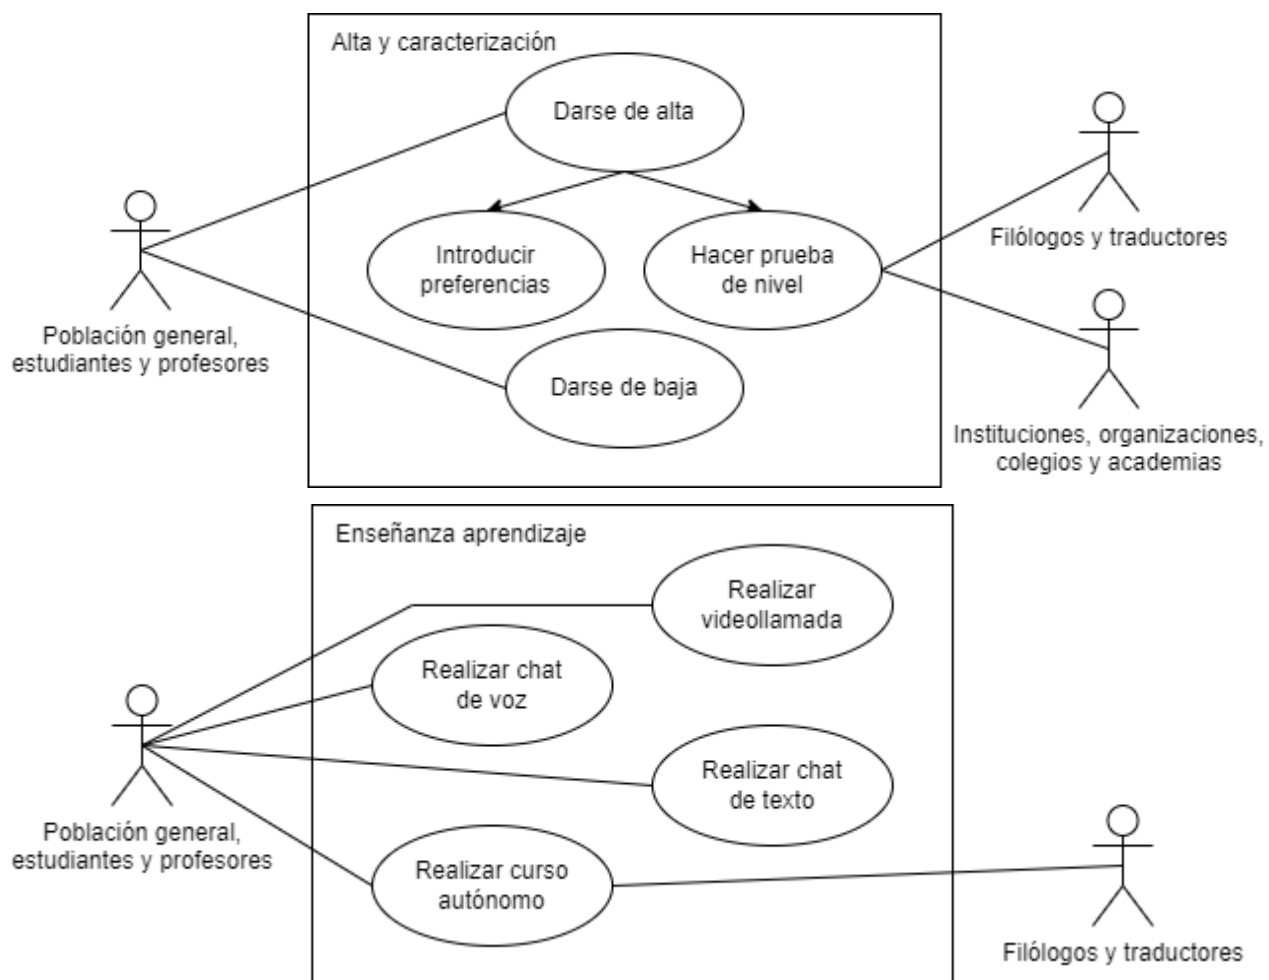 Alta y caracterización
Darse de alta
Filólogos y traductores
Introducir
preferencias
Hacer prueba
de nivel
Población general,
estudiantes y profesores
Darse de baja
Instituciones, organizaciones,
colegios y academias
Enseñanza aprendizaje
Realizar
videollamada
Realizar chat
de voz
Realizar chat
de texto
Población general,
estudiantes y profesores
Realizar curso
autónomo
Filólogos y traductores